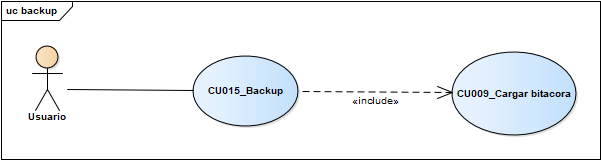 uc backup
CU015_Backup
CU009_Cargar bitacora
«include»
Usuario